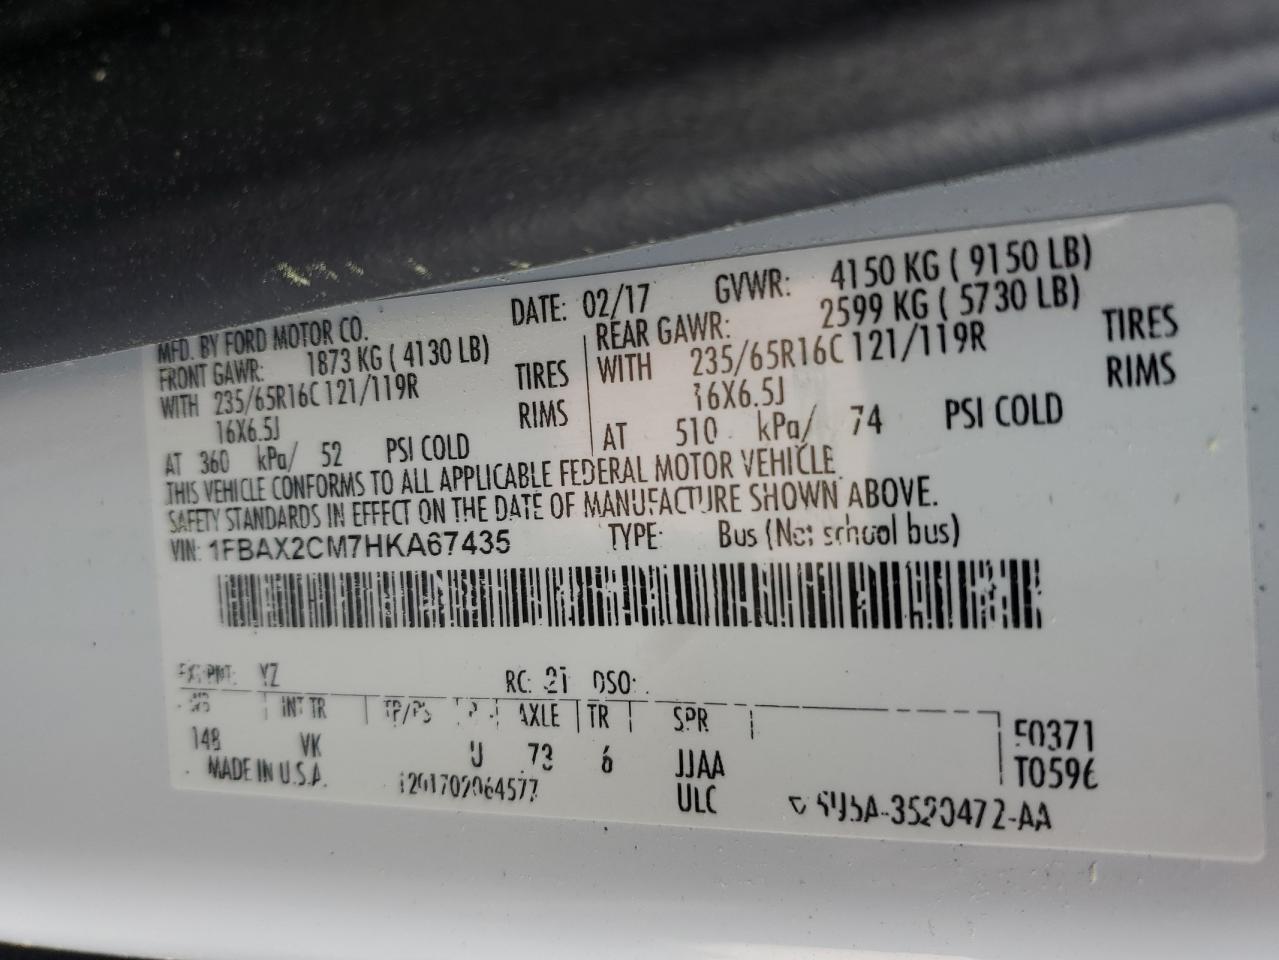 MFD. BY FORD MOTOR CO. DATE: 02/17 GVWR: 4150 KG ( 9150 LB)
FRONT GAWR: 1873 KG ( 4130 LB) REAR GAWR: 2599 KG ( 5730 LB)
WITH 235/65R16C 121/119R TIRES WITH 235/65R16C 121/119R TIRES
16X6.5J RIMS 16X6.5J RIMS
AT 360 kPa/ 52 PSI COLD AT 510 kPa/ 74 PSI COLD
THIS VEHICLE CONFORMS TO ALL APPLICABLE FEDERAL MOTOR VEHICLE
SAFETY STANDARDS IN EFFECT ON THE DATE OF MANUFACTURE SHOWN ABOVE.
VIN: 1FBAX2CM7HKA67435 TYPE: Bus (Not school bus)
YZ RC: 21 DSO:
INT TR TP/PS AXLE TR SPR
148 VK 73 6 JJAA F0371
MADE IN U.S.A. ULC T0596